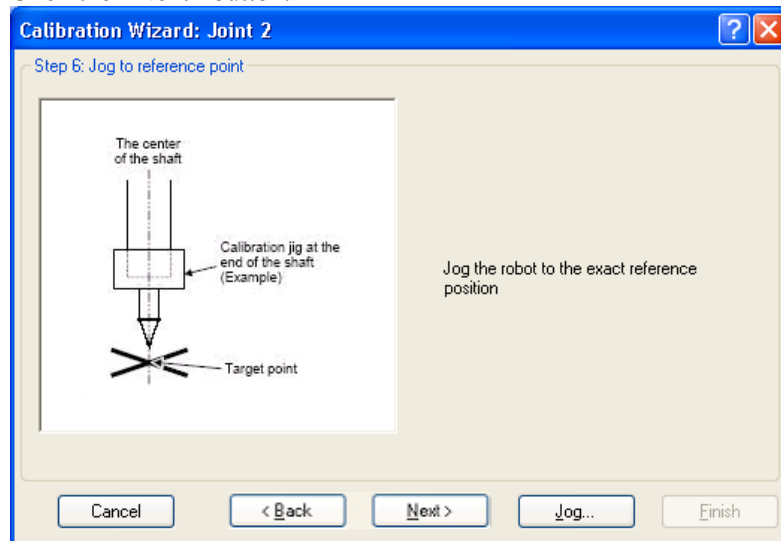 Calibration Wizard: Joint 2
Step 6: Jog to reference point
The center
of the shaft
Calibration jig at the
end of the shaft
(Example)
Target point
Jog the robot to the exact reference
position
Cancel
< Back
Next >
Jog...
Finish